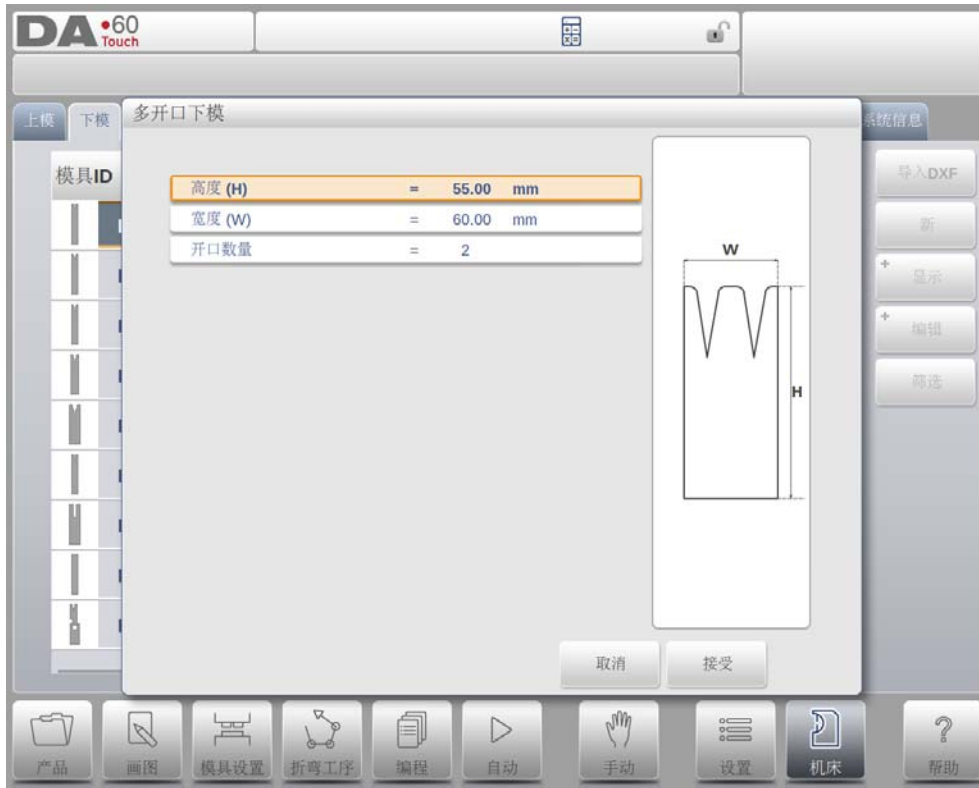 DA•60
Touch
上模
下模
系统信息
多开口下模
模具ID
高度 (H) = 55.00 mm
宽度 (W) = 60.00 mm
开口数量 = 2
W
H
导入DXF
新
显示
编辑
筛选
取消
接受
产品
画图
模具设置
折弯工序
编程
自动
手动
设置
机床
帮助